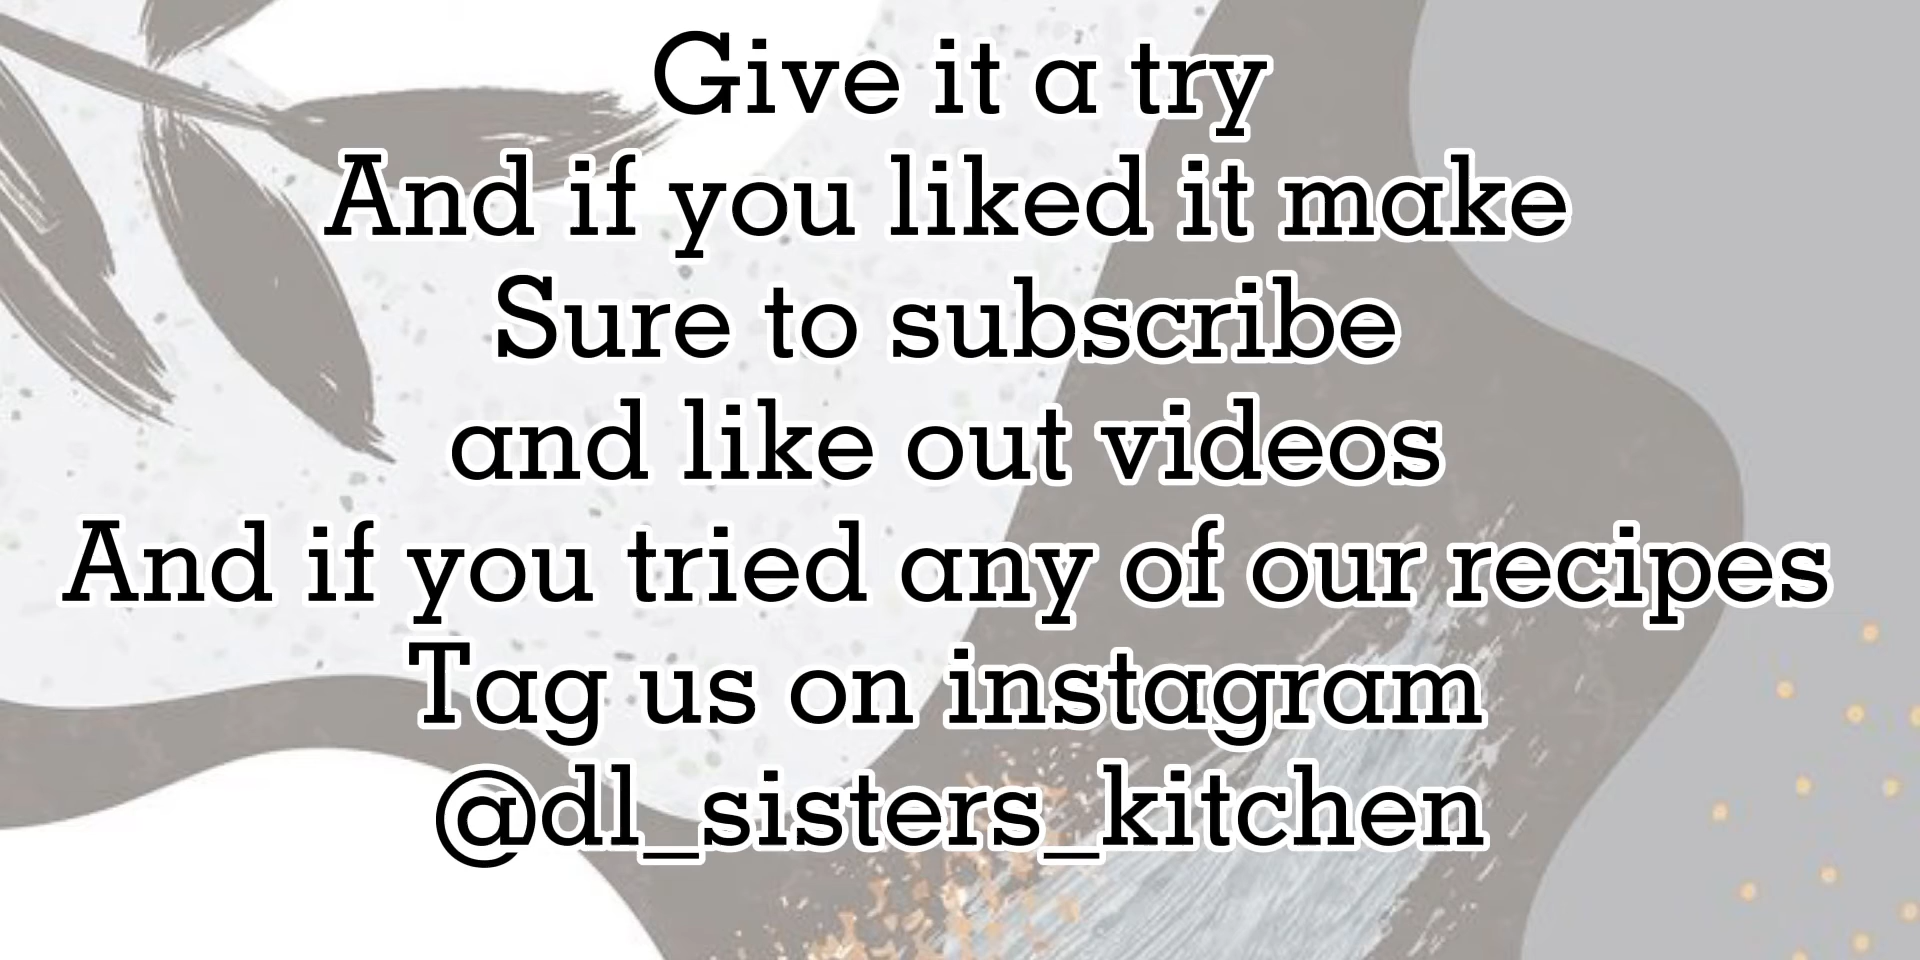 Give it a try
And if you liked it make
Sure to subscribe
and like out videos
And if you tried any of our recipes
Tag us on instagram
@dl_sisters_kitchen